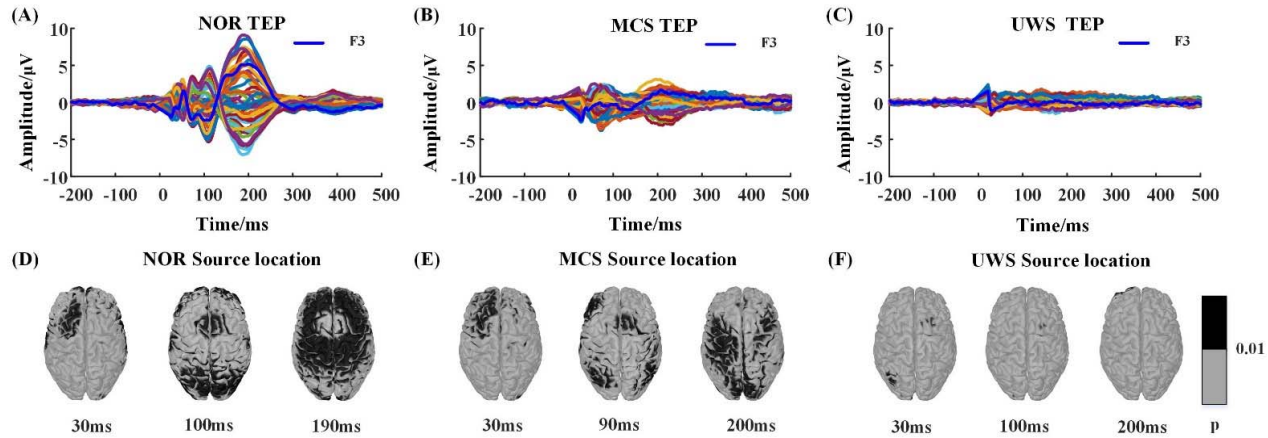 (A) NOR TEP
F3
Amplitude/μV
10
5
0
-5
-10
-200 -100 0 100 200 300 400 500
Time/ms
(B) MCS TEP
F3
Amplitude/μV
10
5
0
-5
-10
-200 -100 0 100 200 300 400 500
Time/ms
(C) UWS TEP
F3
Amplitude/μV
10
5
0
-5
-10
-200 -100 0 100 200 300 400 500
Time/ms
(D) NOR Source location
30ms 100ms 190ms
(E) MCS Source location
30ms 90ms 200ms
(F) UWS Source location
30ms 100ms 200ms
0.01
p